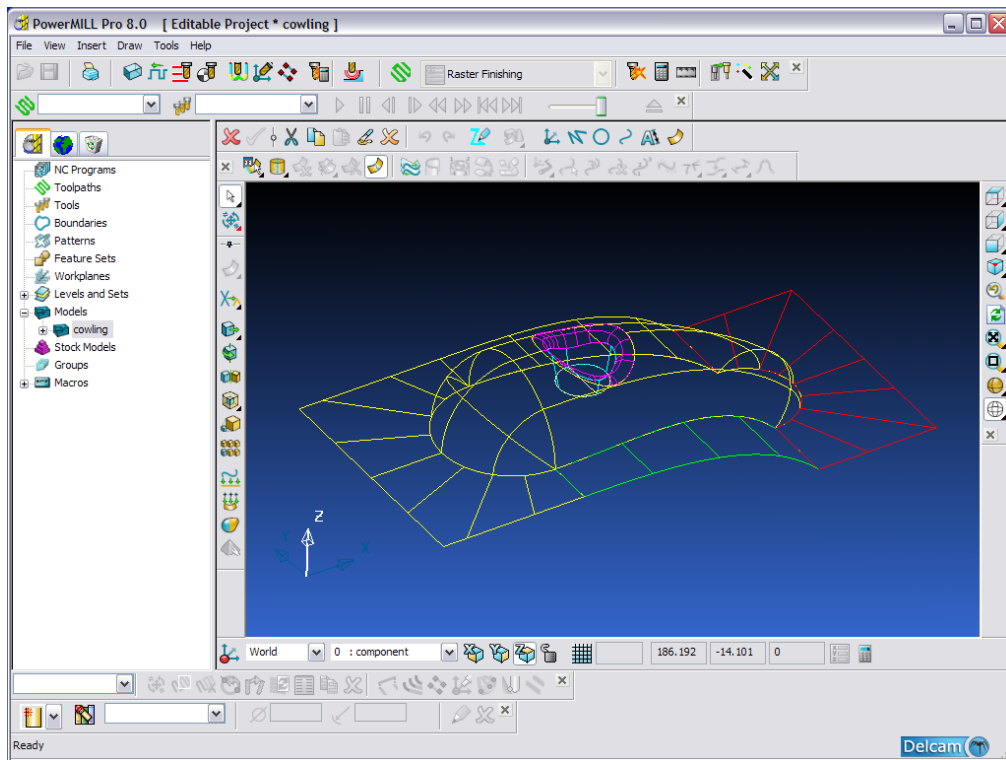 PowerMILL Pro 8.0 [ Editable Project * cowling ]
File View Insert Draw Tools Help
Raster Finishing
NC Programs
Toolpaths
Tools
Boundaries
Patterns
Feature Sets
Workplanes
Levels and Sets
Models
cowling
Stock Models
Groups
Macros
Z
X
World 0 : component 186.192 -14.101 0
Ready
Delcam